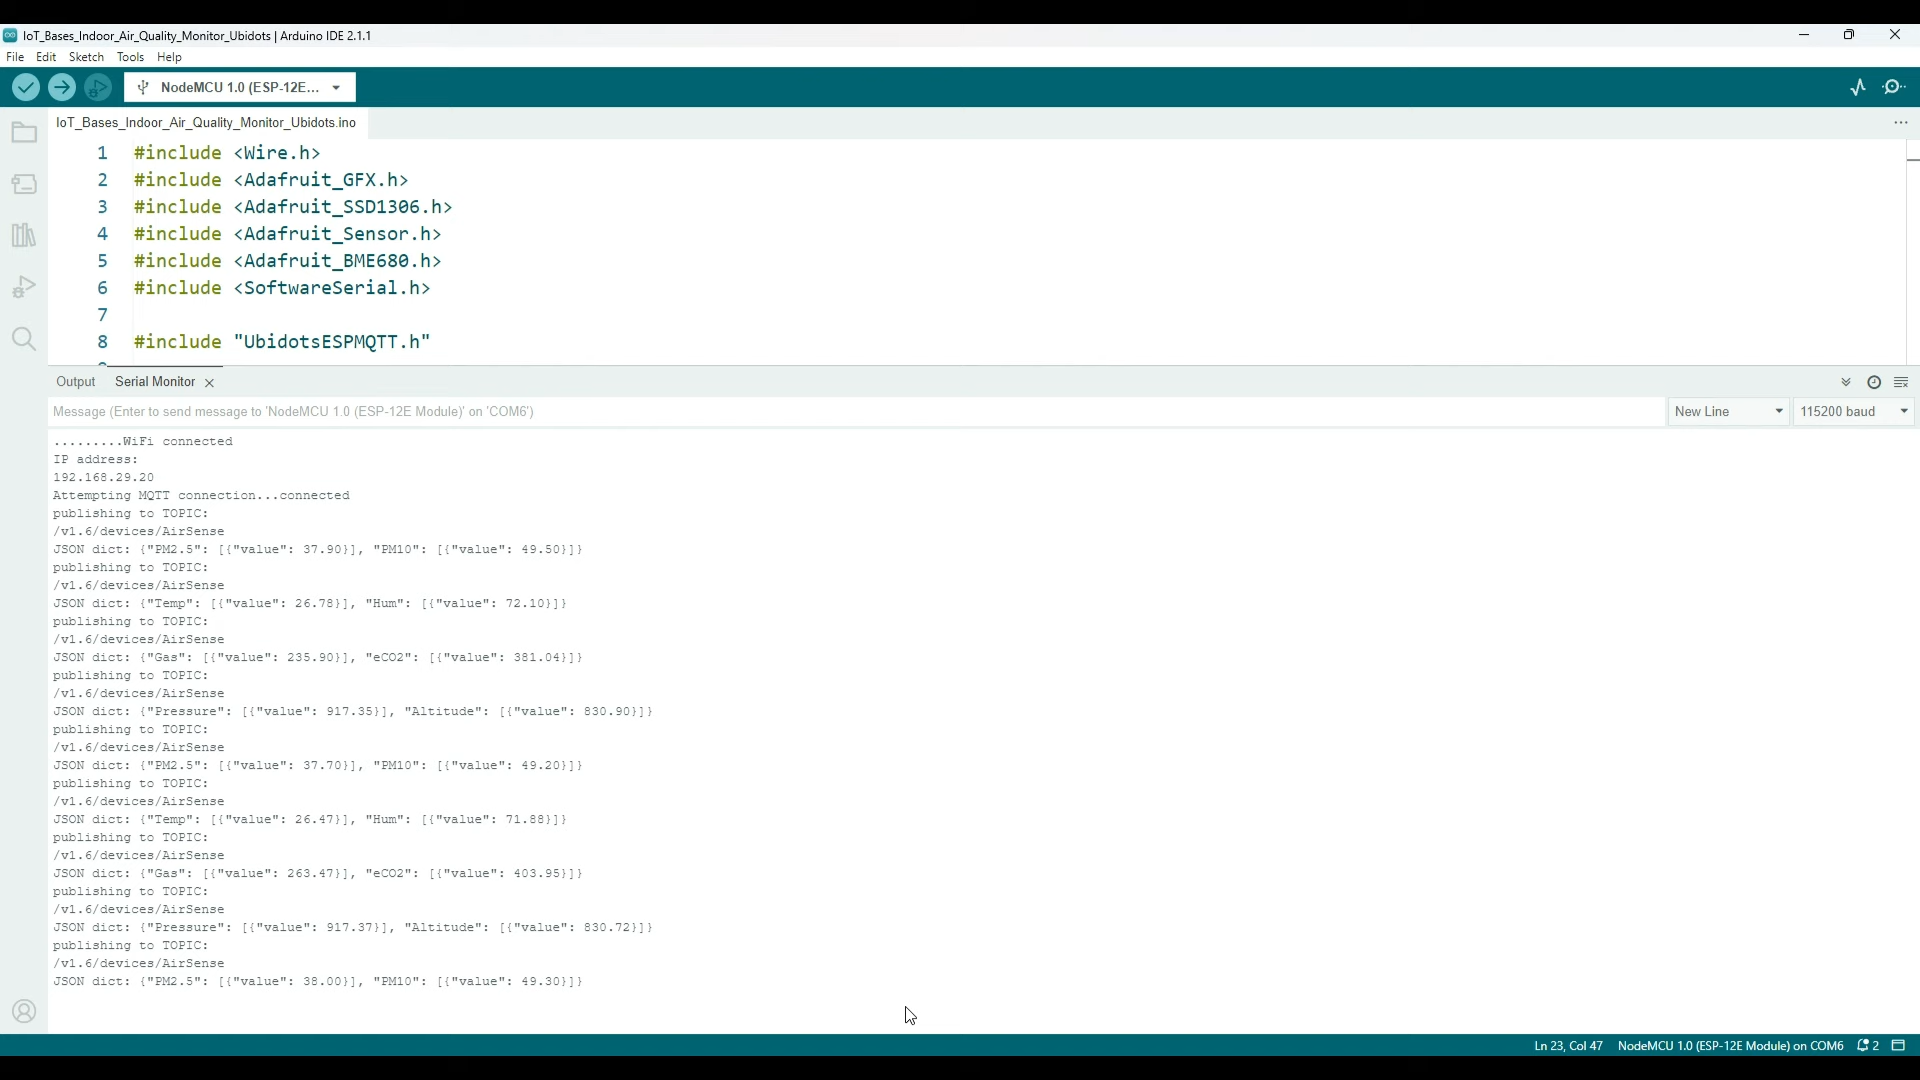 IoT_Bases_Indoor_Air_Quality_Monitor_Ubidots | Arduino IDE 2.1.1
File Edit Sketch Tools Help
NodeMCU 1.0 (ESP-12E...
IoT_Bases_Indoor_Air_Quality_Monitor_Ubidots.ino
1 #include <Wire.h>
2 #include <Adafruit_GFX.h>
3 #include <Adafruit_SSD1306.h>
4 #include <Adafruit_Sensor.h>
5 #include <Adafruit_BME680.h>
6 #include <SoftwareSerial.h>
7
8 #include "UbidotsESPMQTT.h"
Output Serial Monitor
Message (Enter to send message to 'NodeMCU 1.0 (ESP-12E Module)' on 'COM6') New Line 115200 baud
.........WiFi connected
IP address:
192.168.29.20
Attempting MQTT connection...connected
publishing to TOPIC:
/v1.6/devices/AirSense
JSON dict: {"PM2.5": [{"value": 37.90}], "PM10": [{"value": 49.50}]}
publishing to TOPIC:
/v1.6/devices/AirSense
JSON dict: {"Temp": [{"value": 26.78}], "Hum": [{"value": 72.10}]}
publishing to TOPIC:
/v1.6/devices/AirSense
JSON dict: {"Gas": [{"value": 235.90}], "eCO2": [{"value": 381.04}]}
publishing to TOPIC:
/v1.6/devices/AirSense
JSON dict: {"Pressure": [{"value": 917.35}], "Altitude": [{"value": 830.90}]}
publishing to TOPIC:
/v1.6/devices/AirSense
JSON dict: {"PM2.5": [{"value": 37.70}], "PM10": [{"value": 49.20}]}
publishing to TOPIC:
/v1.6/devices/AirSense
JSON dict: {"Temp": [{"value": 26.47}], "Hum": [{"value": 71.88}]}
publishing to TOPIC:
/v1.6/devices/AirSense
JSON dict: {"Gas": [{"value": 263.47}], "eCO2": [{"value": 403.95}]}
publishing to TOPIC:
/v1.6/devices/AirSense
JSON dict: {"Pressure": [{"value": 917.37}], "Altitude": [{"value": 830.72}]}
publishing to TOPIC:
/v1.6/devices/AirSense
JSON dict: {"PM2.5": [{"value": 38.00}], "PM10": [{"value": 49.30}]}
Ln 23, Col 47 NodeMCU 1.0 (ESP-12E Module) on COM6 2